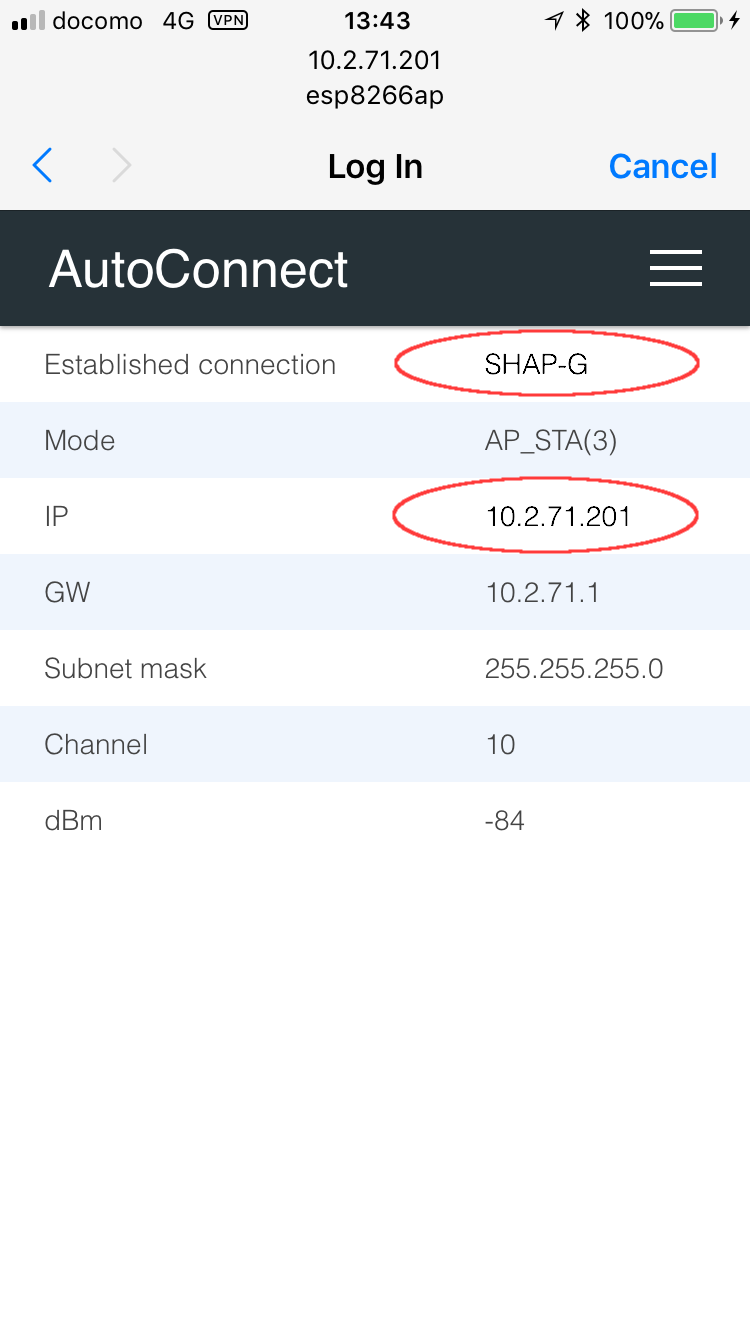 docomo 4G VPN 13:43 100%
10.2.71.201
esp8266ap
Log In Cancel
AutoConnect
Established connection SHAP-G
Mode AP_STA(3)
IP 10.2.71.201
GW 10.2.71.1
Subnet mask 255.255.255.0
Channel 10
dBm -84